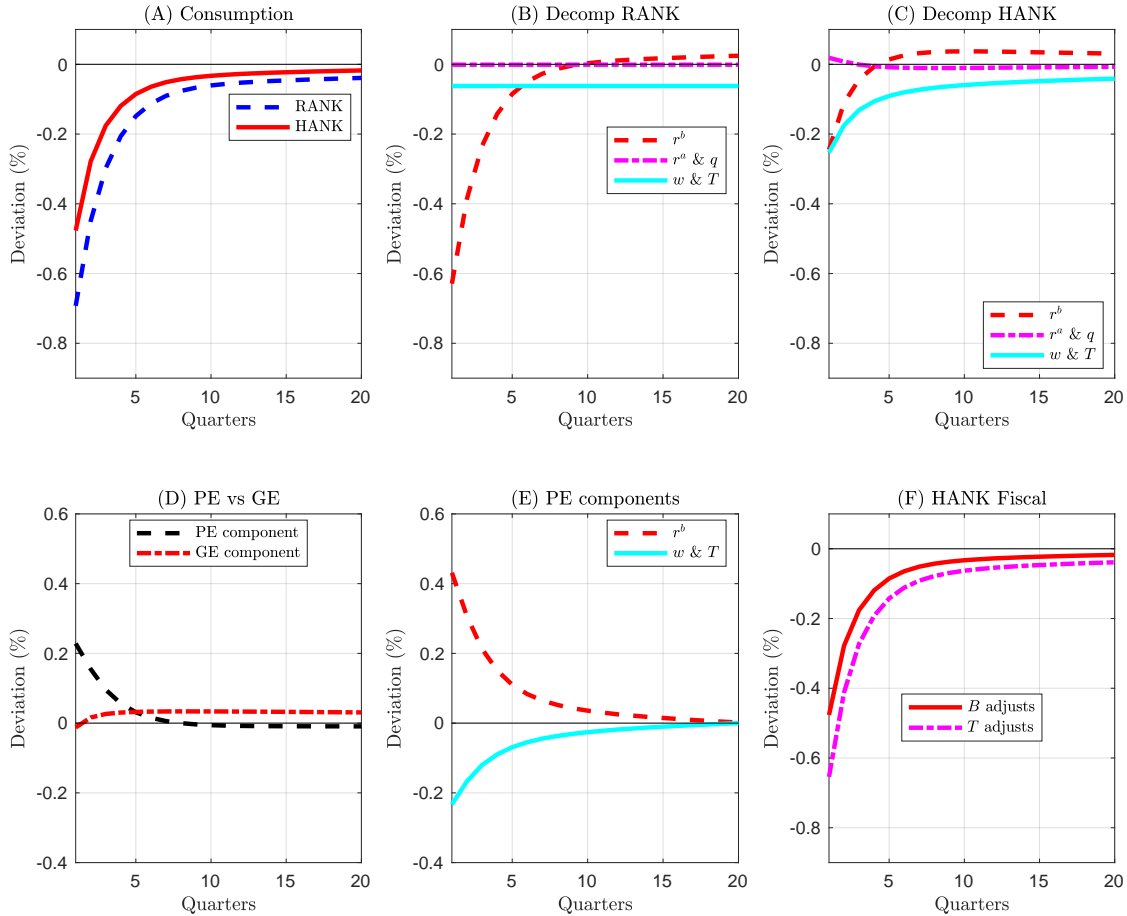 (A) Consumption
0
-0.2
-0.4
-0.6
-0.8
5
10
15
20
Deviation (%)
Quarters
RANK
HANK
(B) Decomp RANK
0
-0.2
-0.4
-0.6
-0.8
5
10
15
20
Deviation (%)
Quarters
r^b
r^a & q
w & T
(C) Decomp HANK
0
-0.2
-0.4
-0.6
-0.8
5
10
15
20
Deviation (%)
Quarters
r^b
r^a & q
w & T
(D) PE vs GE
0.6
0.4
0.2
0
-0.2
-0.4
5
10
15
20
Deviation (%)
Quarters
PE component
GE component
(E) PE components
0.6
0.4
0.2
0
-0.2
-0.4
5
10
15
20
Deviation (%)
Quarters
r^b
w & T
(F) HANK Fiscal
0
-0.2
-0.4
-0.6
-0.8
5
10
15
20
Deviation (%)
Quarters
B adjusts
T adjusts